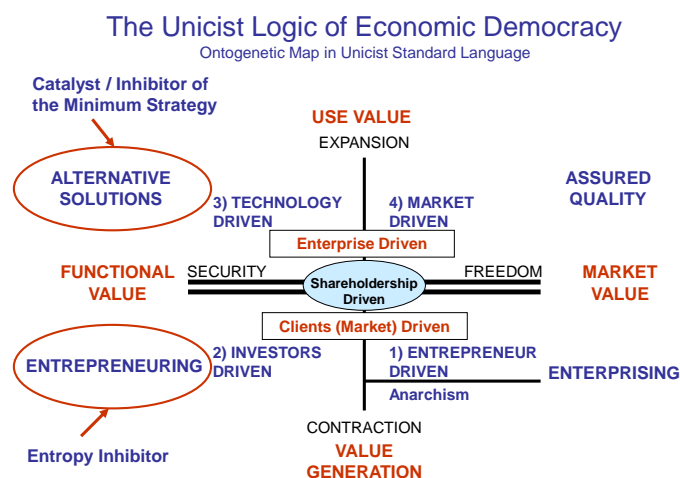 The Unicist Logic of Economic Democracy
Ontogenetic Map in Unicist Standard Language
Catalyst / Inhibitor of
the Minimum Strategy
USE VALUE
EXPANSION
ALTERNATIVE
SOLUTIONS
3) TECHNOLOGY
DRIVEN
4) MARKET
DRIVEN
ASSURED
QUALITY
Enterprise Driven
FUNCTIONAL
VALUE
SECURITY
Shareholdership
Driven
FREEDOM
MARKET
VALUE
Clients (Market) Driven
ENTREPRENEURING
2) INVESTORS
DRIVEN
1) ENTREPRENEUR
DRIVEN
Anarchism
ENTERPRISING
CONTRACTION
VALUE
GENERATION
Entropy Inhibitor